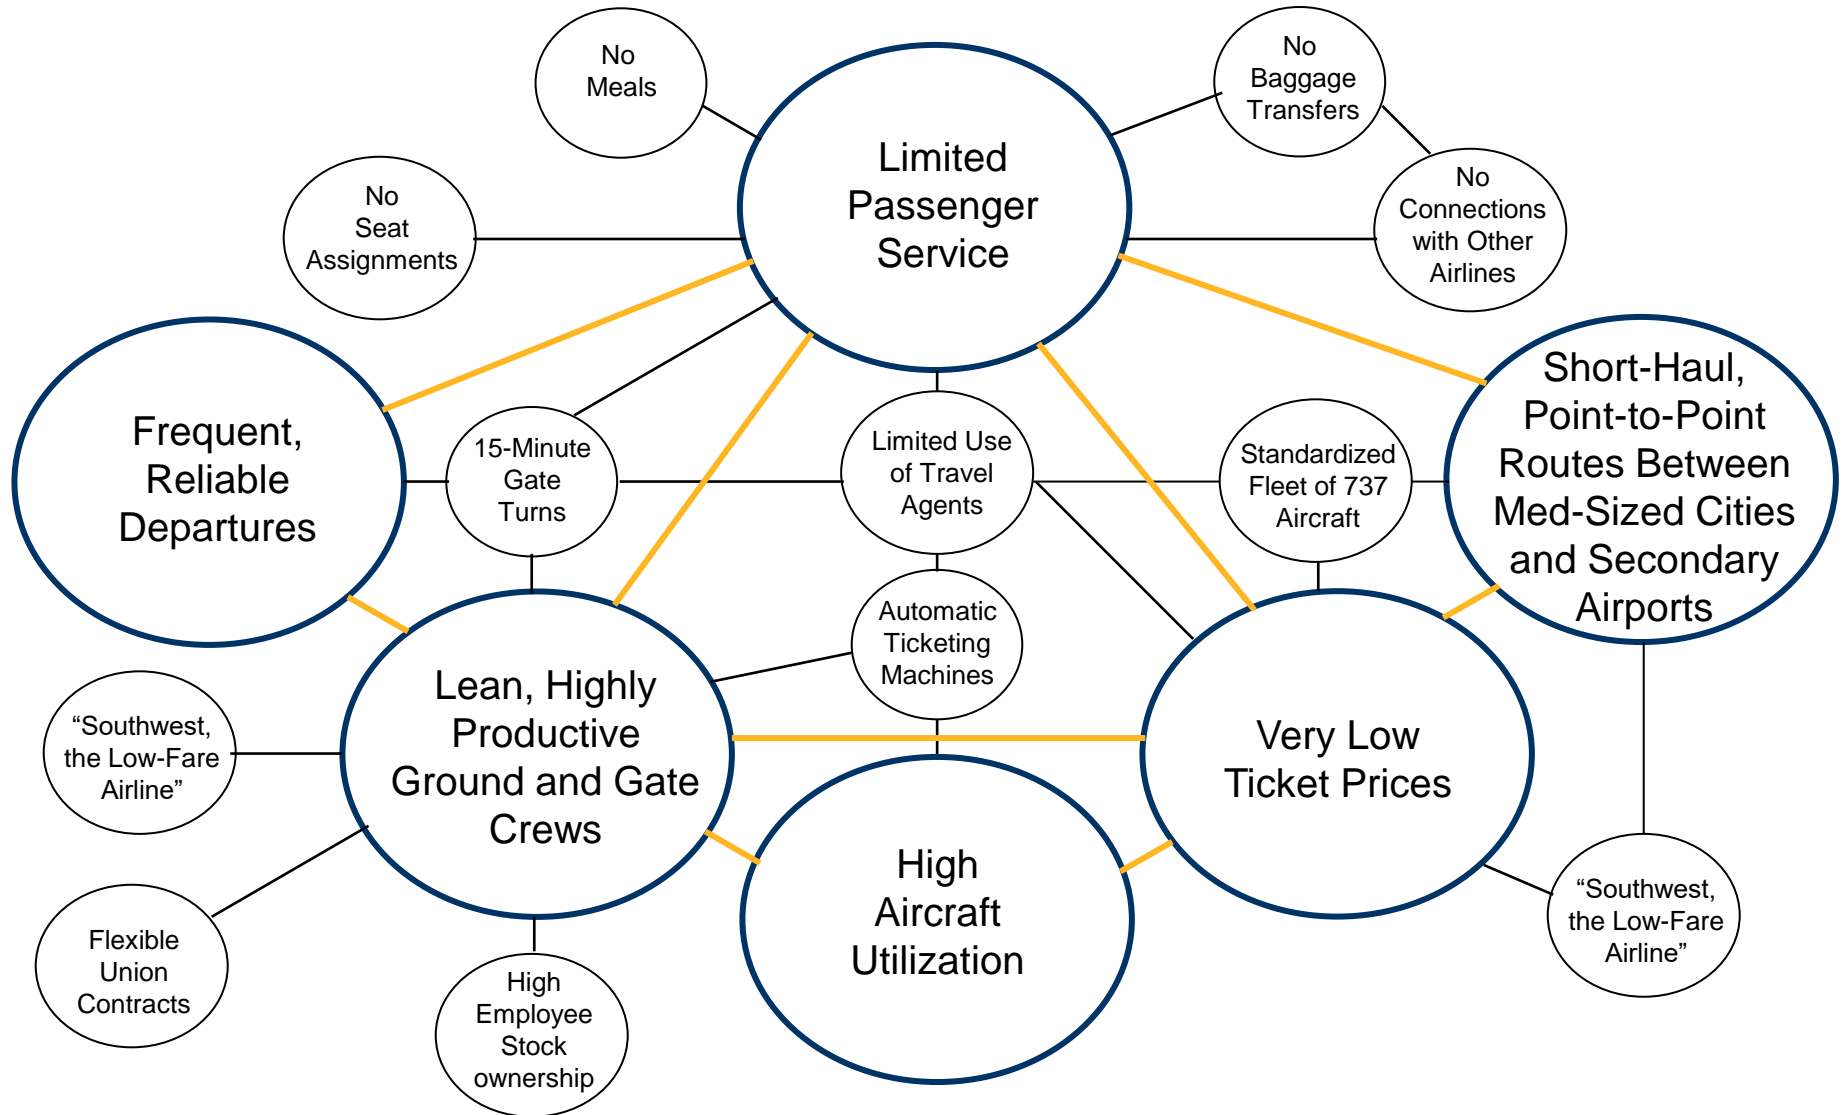 No
Meals
No
Baggage
Transfers
Limited
Passenger
Service
No
Seat
Assignments
No
Connections
with Other
Airlines
Frequent,
Reliable
Departures
15-Minute
Gate
Turns
Limited Use
of Travel
Agents
Standardized
Fleet of 737
Aircraft
Short-Haul,
Point-to-Point
Routes Between
Med-Sized Cities
and Secondary
Airports
Automatic
Ticketing
Machines
“Southwest,
the Low-Fare
Airline”
Lean, Highly
Productive
Ground and Gate
Crews
Very Low
Ticket Prices
High
Aircraft
Utilization
“Southwest,
the Low-Fare
Airline”
Flexible
Union
Contracts
High
Employee
Stock
ownership